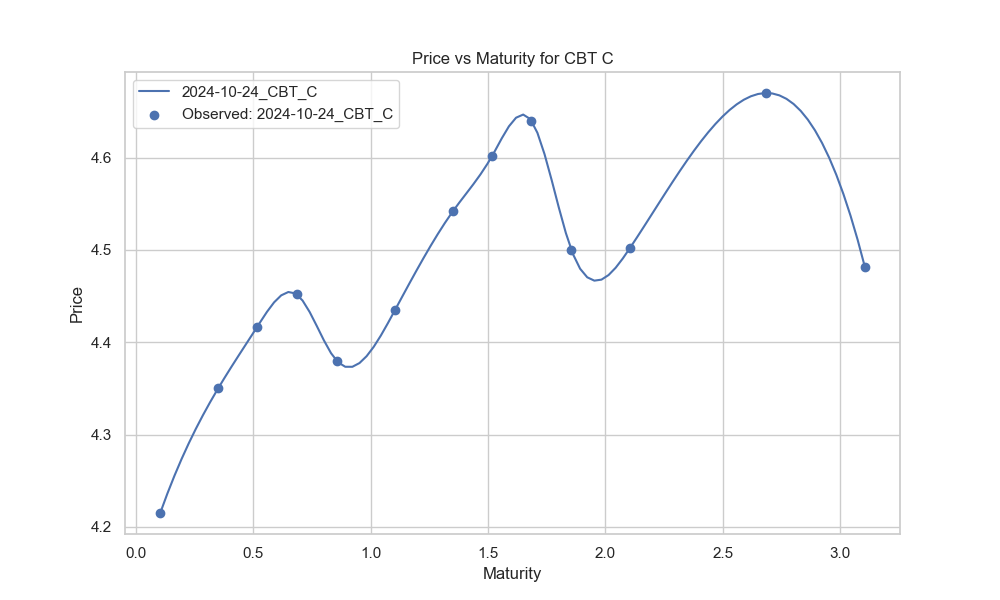 Price vs Maturity for CBT C
2024-10-24_CBT_C
Observed: 2024-10-24_CBT_C
Price
4.6
4.5
4.4
4.3
4.2
0.0 0.5 1.0 1.5 2.0 2.5 3.0
Maturity